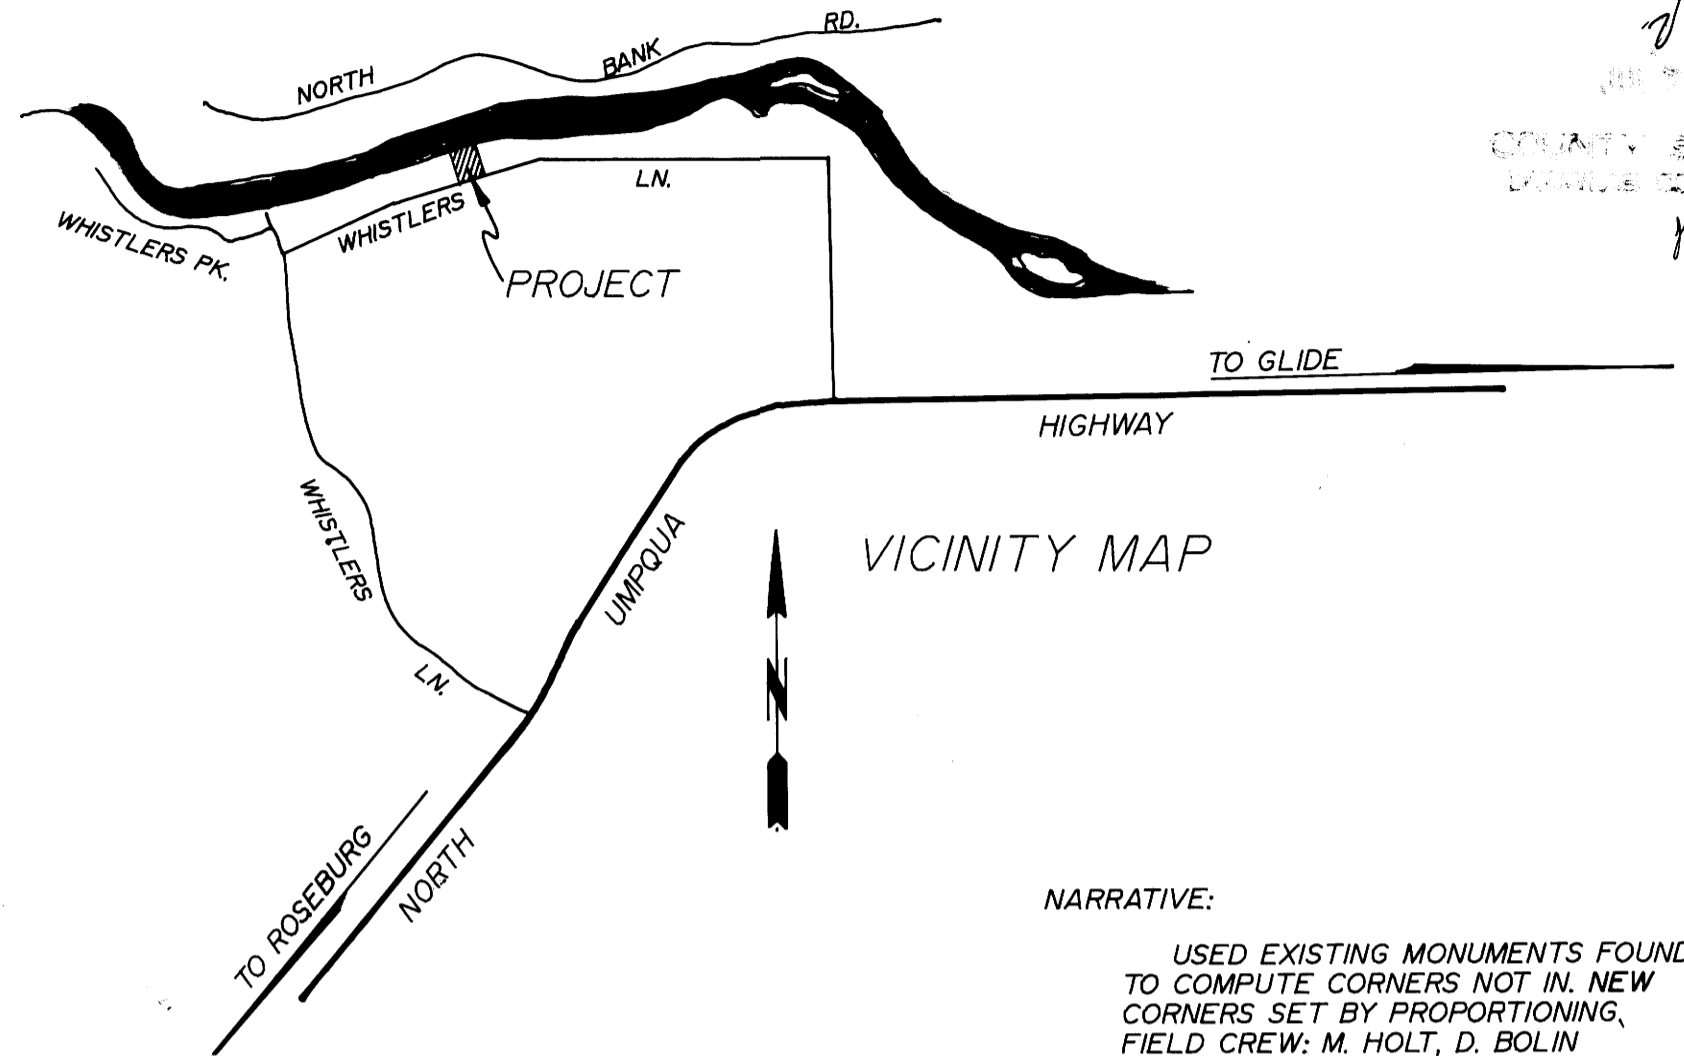 NORTH BANK RD.
WHISTLERS PK.
WHISTLERS LN.
PROJECT
TO GLIDE
HIGHWAY
WHISTLERS
LN.
UMPQUA
VICINITY MAP
N
TO ROSEBURG
NORTH
NARRATIVE:
USED EXISTING MONUMENTS FOUND
TO COMPUTE CORNERS NOT IN. NEW
CORNERS SET BY PROPORTIONING,
FIELD CREW: M. HOLT, D. BOLIN
COUNTY